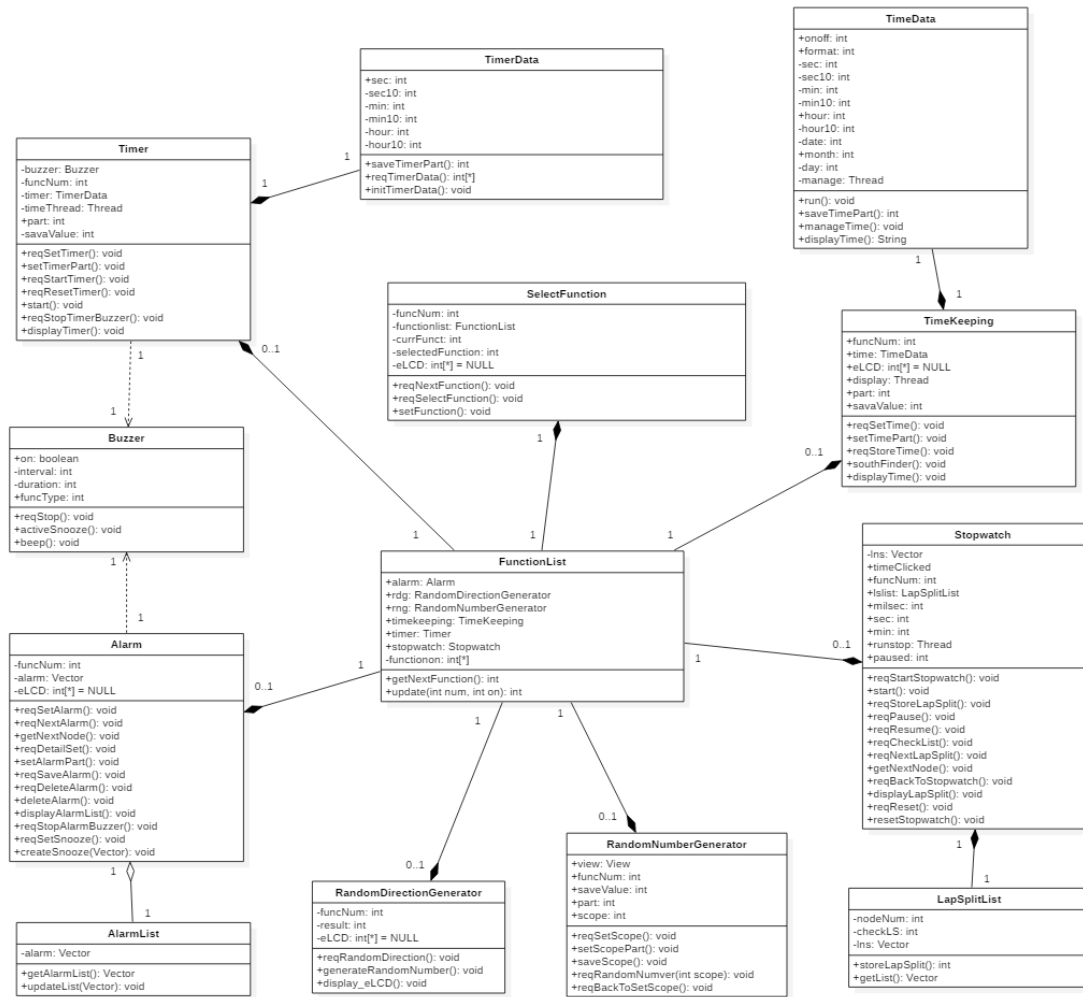 TimeData
+onoff: int
+format: int
-sec: int
-sec10: int
-min: int
-min10: int
+hour: int
-hour10: int
-date: int
+month: int
-day: int
-manage: Thread
+run(): void
+saveTimePart(): int
+manageTime(): void
+displayTime(): String
TimerData
+sec: int
-sec10: int
-min: int
-min10: int
-hour: int
-hour10: int
+saveTimerPart(): int
+reqTimerData(): int[*]
+initTimerData(): void
Timer
-buzzer: Buzzer
-funcNum: int
-timer: TimerData
-timeThread: Thread
+part: int
-savaValue: int
+reqSetTimer(): void
+setTimerPart(): void
+reqStartTimer(): void
+reqResetTimer(): void
+start(): void
+reqStopTimerBuzzer(): void
+displayTimer(): void
1
1
1
1
SelectFunction
-funcNum: int
-functionlist: FunctionList
-currFunct: int
-selectedFunction: int
-eLCD: int[*] = NULL
+reqNextFunction(): void
+reqSelectFunction(): void
+setFunction(): void
TimeKeeping
+funcNum: int
+time: TimeData
+eLCD: int[*] = NULL
+display: Thread
+part: int
+savaValue: int
+reqSetTime(): void
+setTimePart(): void
+reqStoreTime(): void
+southFinder(): void
+displayTime(): void
1
0..1
1
1
0..1
Buzzer
+on: boolean
-interval: int
-duration: int
+funcType: int
+reqStop(): void
+activeSnooze(): void
+beep(): void
1
1
1
1
1
FunctionList
+alarm: Alarm
+rdg: RandomDirectionGenerator
+rng: RandomNumberGenerator
+timekeeping: TimeKeeping
+timer: Timer
+stopwatch: Stopwatch
-functionon: int[*]
+getNextFunction(): int
+update(int num, int on): int
Stopwatch
-lns: Vector
+timeClicked
+funcNum: int
+lslist: LapSplitList
+milsec: int
+sec: int
+min: int
+runstop: Thread
+paused: int
+reqStartStopwatch(): void
+start(): void
+reqStoreLapSplit(): void
+reqPause(): void
+reqResume(): void
+reqCheckList(): void
+reqNextLapSplit(): void
+getNextNode(): void
+reqBackToStopwatch(): void
+displayLapSplit(): void
+reqReset(): void
+resetStopwatch(): void
Alarm
-funcNum: int
-alarm: Vector
-eLCD: int[*] = NULL
+reqSetAlarm(): void
+reqNextAlarm(): void
+getNextNode(): void
+reqDetailSet(): void
+setAlarmPart(): void
+reqSaveAlarm(): void
+reqDeleteAlarm(): void
+deleteAlarm(): void
+displayAlarmList(): void
+reqStopAlarmBuzzer(): void
+reqSetSnooze(): void
+createSnooze(Vector): void
1
0..1
1
0..1
1
1
1
1
0..1
0..1
1
1
AlarmList
-alarm: Vector
+getAlarmList(): Vector
+updateList(Vector): void
RandomDirectionGenerator
-funcNum: int
-result: int
-eLCD: int[*] = NULL
+reqRandomDirection(): void
+generateRandomNumber(): void
+display_eLCD(): void
RandomNumberGenerator
+view: View
+funcNum: int
+saveValue: int
+part: int
+scope: int
+reqSetScope(): void
+setScopePart(): void
+saveScope(): void
+reqRandomNumver(int scope): void
+reqBackToSetScope(): void
LapSplitList
-nodeNum: int
-checkLS: int
-lns: Vector
+storeLapSplit(): int
+getList(): Vector